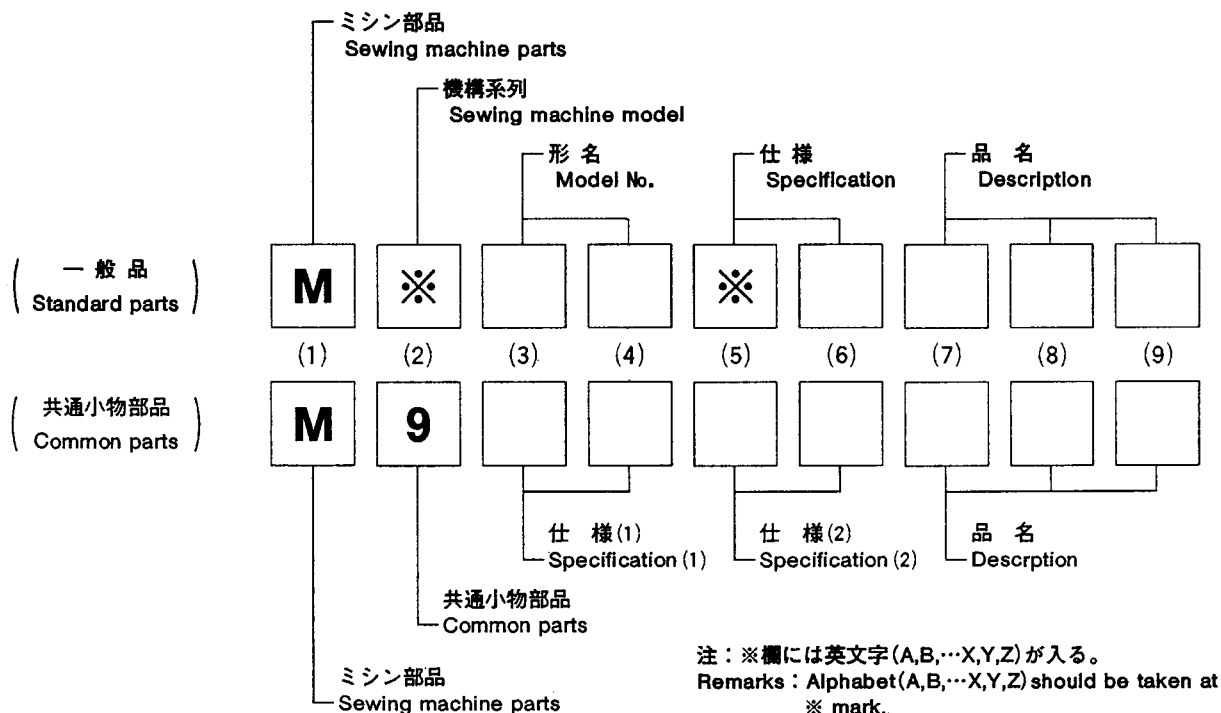 ミシン部品
Sewing machine parts
機構系列
Sewing machine model
形 名
Model No.
仕 様
Specification
品 名
Description
一 般 品
Standard parts
M ※ ※
(1) (2) (3) (4) (5) (6) (7) (8) (9)
共通小物部品
Common parts
M 9
仕 様(1)
Specification (1)
仕 様(2)
Specification (2)
品 名
Descrption
共通小物部品
Common parts
ミシン部品
Sewing machine parts
注：※欄には英文字(A,B,…X,Y,Z)が入る。
Remarks : Alphabet(A,B,…X,Y,Z)should be taken at
※ mark.